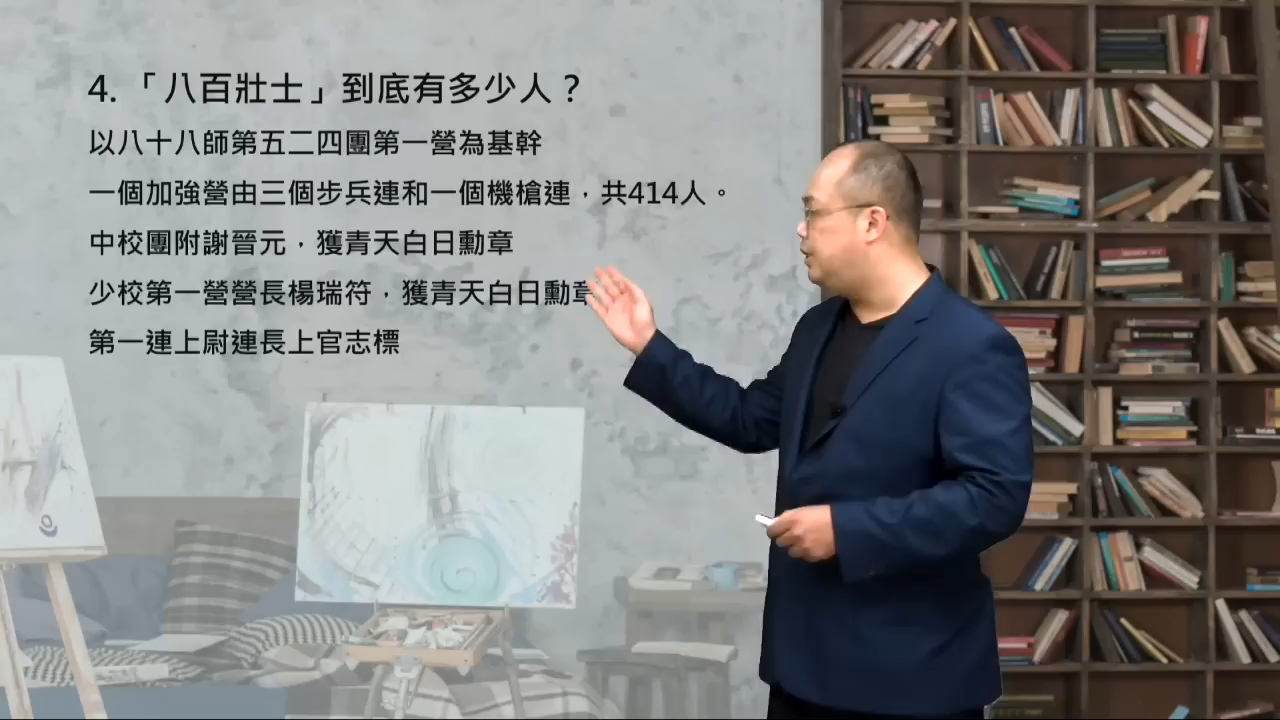 4. 「八百壯士」到底有多少人？
以八十八師第五二四團第一營為基幹
一個加強營由三個步兵連和一個機槍連，共414人。
中校團附謝晉元，獲青天白日勳章
少校第一營營長楊瑞符，獲青天白日勳章
第一連上尉連長上官志標